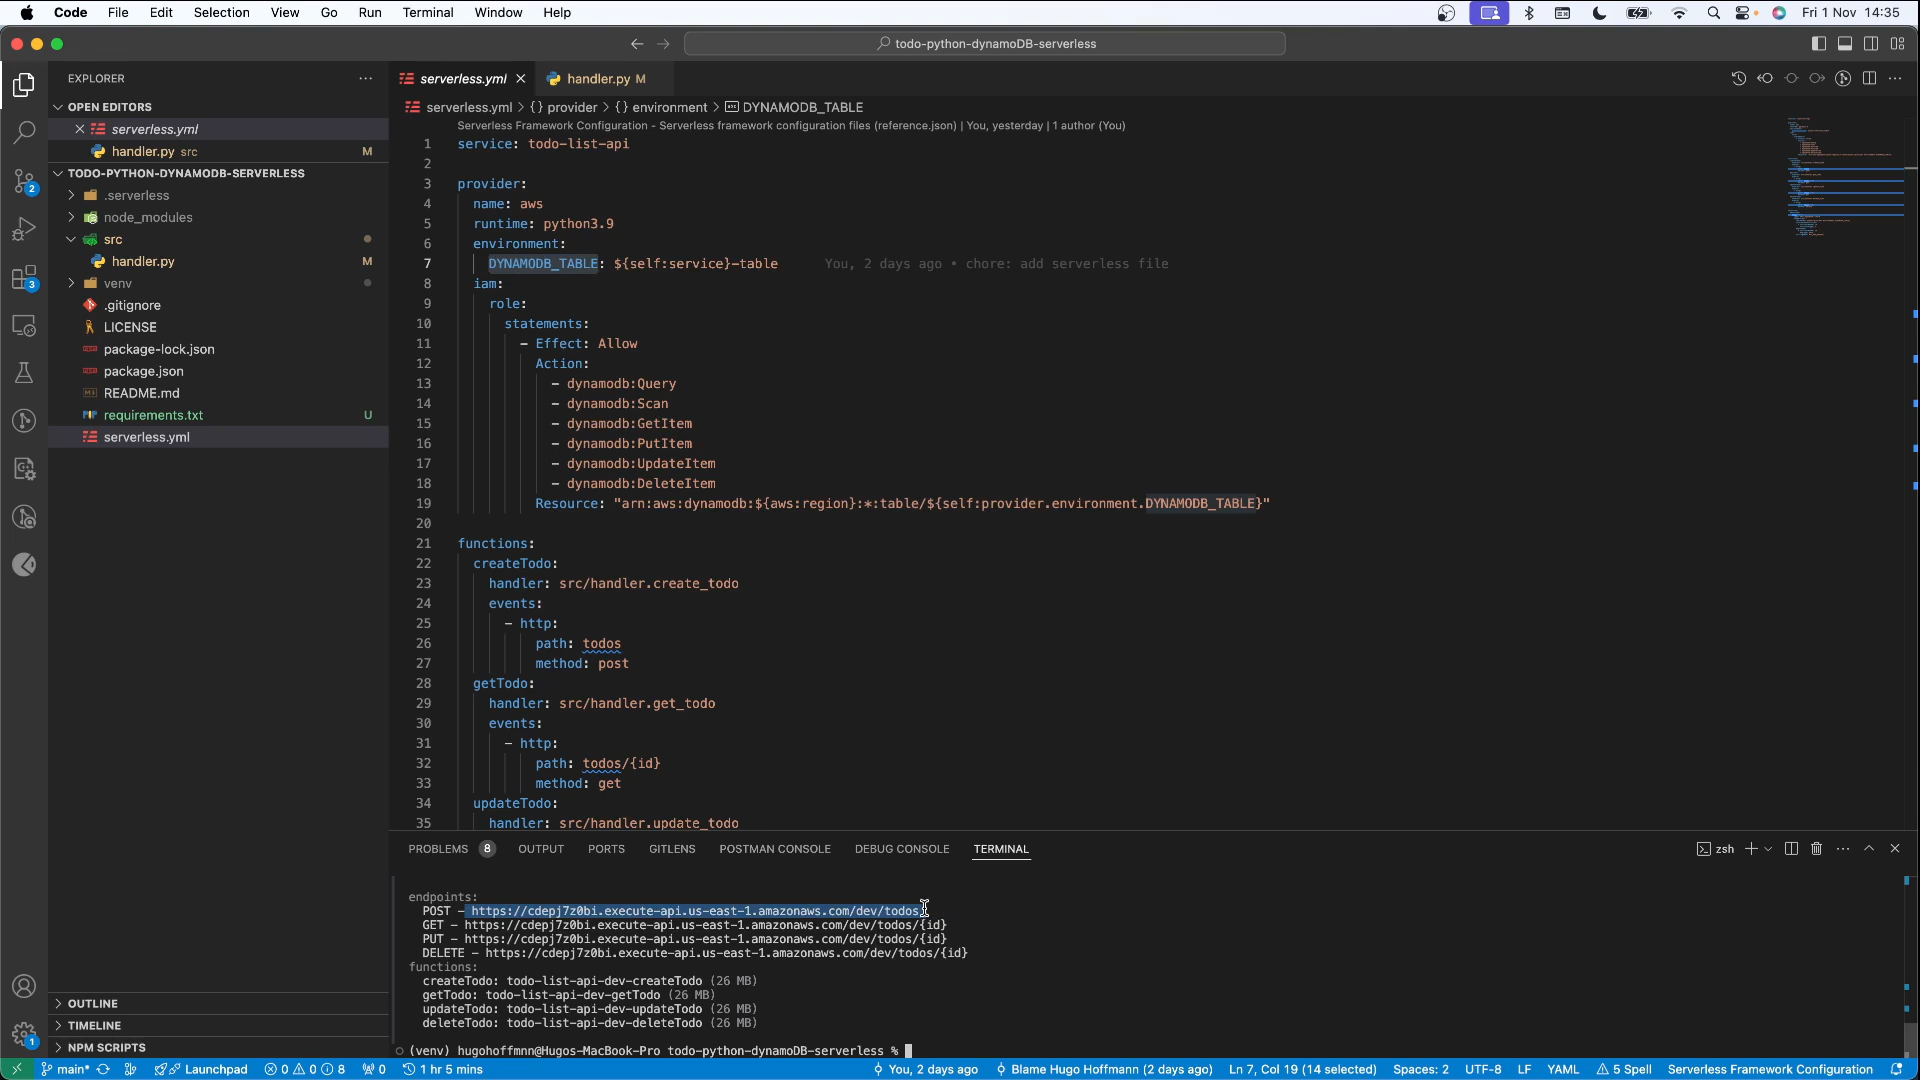 Code File Edit Selection View Go Run Terminal Window Help Fri 1 Nov 14:35
todo-python-dynamoDB-serverless
EXPLORER
OPEN EDITORS
serverless.yml
handler.py src M
TODO-PYTHON-DYNAMODB-SERVERLESS
.serverless
node_modules
src
handler.py M
venv
.gitignore
LICENSE
package-lock.json
package.json
README.md
requirements.txt U
serverless.yml
OUTLINE
TIMELINE
NPM SCRIPTS
serverless.yml handler.py M
serverless.yml > {} provider > {} environment > DYNAMODB_TABLE
Serverless Framework Configuration - Serverless framework configuration files (reference.json) | You, yesterday | 1 author (You)
1 service: todo-list-api
2
3 provider:
4 name: aws
5 runtime: python3.9
6 environment:
7 DYNAMODB_TABLE: ${self:service}-table You, 2 days ago • chore: add serverless file
8 iam:
9 role:
10 statements:
11 - Effect: Allow
12 Action:
13 - dynamodb:Query
14 - dynamodb:Scan
15 - dynamodb:GetItem
16 - dynamodb:PutItem
17 - dynamodb:UpdateItem
18 - dynamodb:DeleteItem
19 Resource: "arn:aws:dynamodb:${aws:region}:*:table/${self:provider.environment.DYNAMODB_TABLE}"
20
21 functions:
22 createTodo:
23 handler: src/handler.create_todo
24 events:
25 - http:
26 path: todos
27 method: post
28 getTodo:
29 handler: src/handler.get_todo
30 events:
31 - http:
32 path: todos/{id}
33 method: get
34 updateTodo:
35 handler: src/handler.update_todo
PROBLEMS 8 OUTPUT PORTS GITLENS POSTMAN CONSOLE DEBUG CONSOLE TERMINAL zsh
endpoints:
POST - https://cdepj7z0bi.execute-api.us-east-1.amazonaws.com/dev/todos
GET - https://cdepj7z0bi.execute-api.us-east-1.amazonaws.com/dev/todos/{id}
PUT - https://cdepj7z0bi.execute-api.us-east-1.amazonaws.com/dev/todos/{id}
DELETE - https://cdepj7z0bi.execute-api.us-east-1.amazonaws.com/dev/todos/{id}
functions:
createTodo: todo-list-api-dev-createTodo (26 MB)
getTodo: todo-list-api-dev-getTodo (26 MB)
updateTodo: todo-list-api-dev-updateTodo (26 MB)
deleteTodo: todo-list-api-dev-deleteTodo (26 MB)
(venv) hugohoffmnn@Hugos-MacBook-Pro todo-python-dynamoDB-serverless %
2
3
1
main* Launchpad 0 0 8 0 1 hr 5 mins You, 2 days ago Blame Hugo Hoffmann (2 days ago) Ln 7, Col 19 (14 selected) Spaces: 2 UTF-8 LF YAML 5 Spell Serverless Framework Configuration